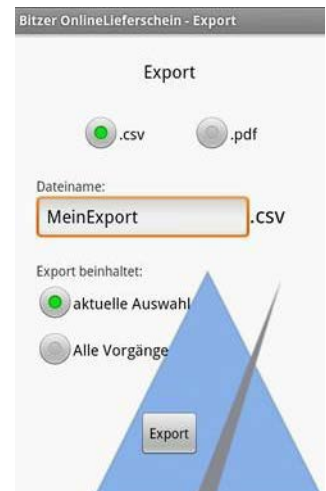 Bitzer OnlineLieferschein - Export
Export
.csv .pdf
Dateiname:
MeinExport .csv
Export beinhaltet:
aktuelle Auswahl
Alle Vorgänge
Export